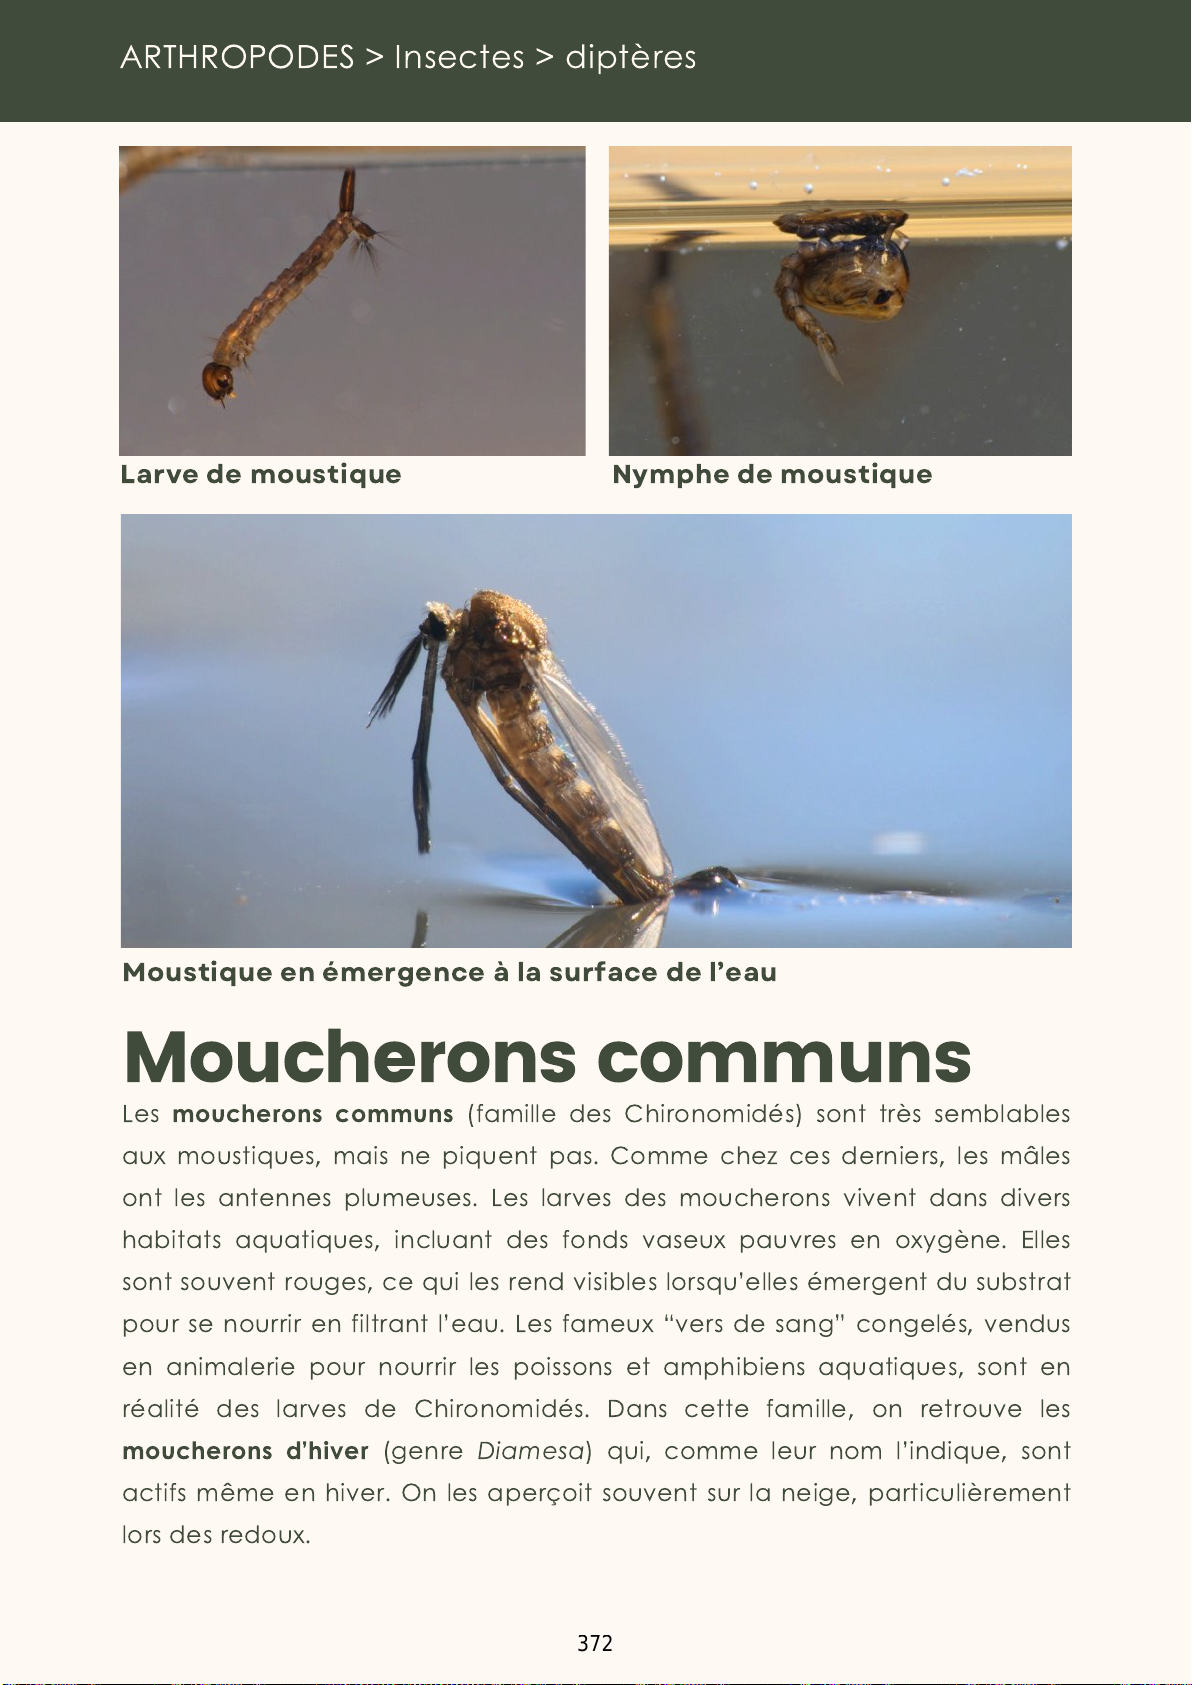 ARTHROPODES > Insectes > diptères
Larve de moustique
Nymphe de moustique
Moustique en émergence à la surface de l’eau
Moucherons communs
Les moucherons communs (famille des Chironomidés) sont très semblables
aux moustiques, mais ne piquent pas. Comme chez ces derniers, les mâles
ont les antennes plumeuses. Les larves des moucherons vivent dans divers
habitats aquatiques, incluant des fonds vaseux pauvres en oxygène. Elles
sont souvent rouges, ce qui les rend visibles lorsqu’elles émergent du substrat
pour se nourrir en filtrant l’eau. Les fameux “vers de sang” congelés, vendus
en animalerie pour nourrir les poissons et amphibiens aquatiques, sont en
réalité des larves de Chironomidés. Dans cette famille, on retrouve les
moucherons d’hiver (genre Diamesa) qui, comme leur nom l’indique, sont
actifs même en hiver. On les aperçoit souvent sur la neige, particulièrement
lors des redoux.
372